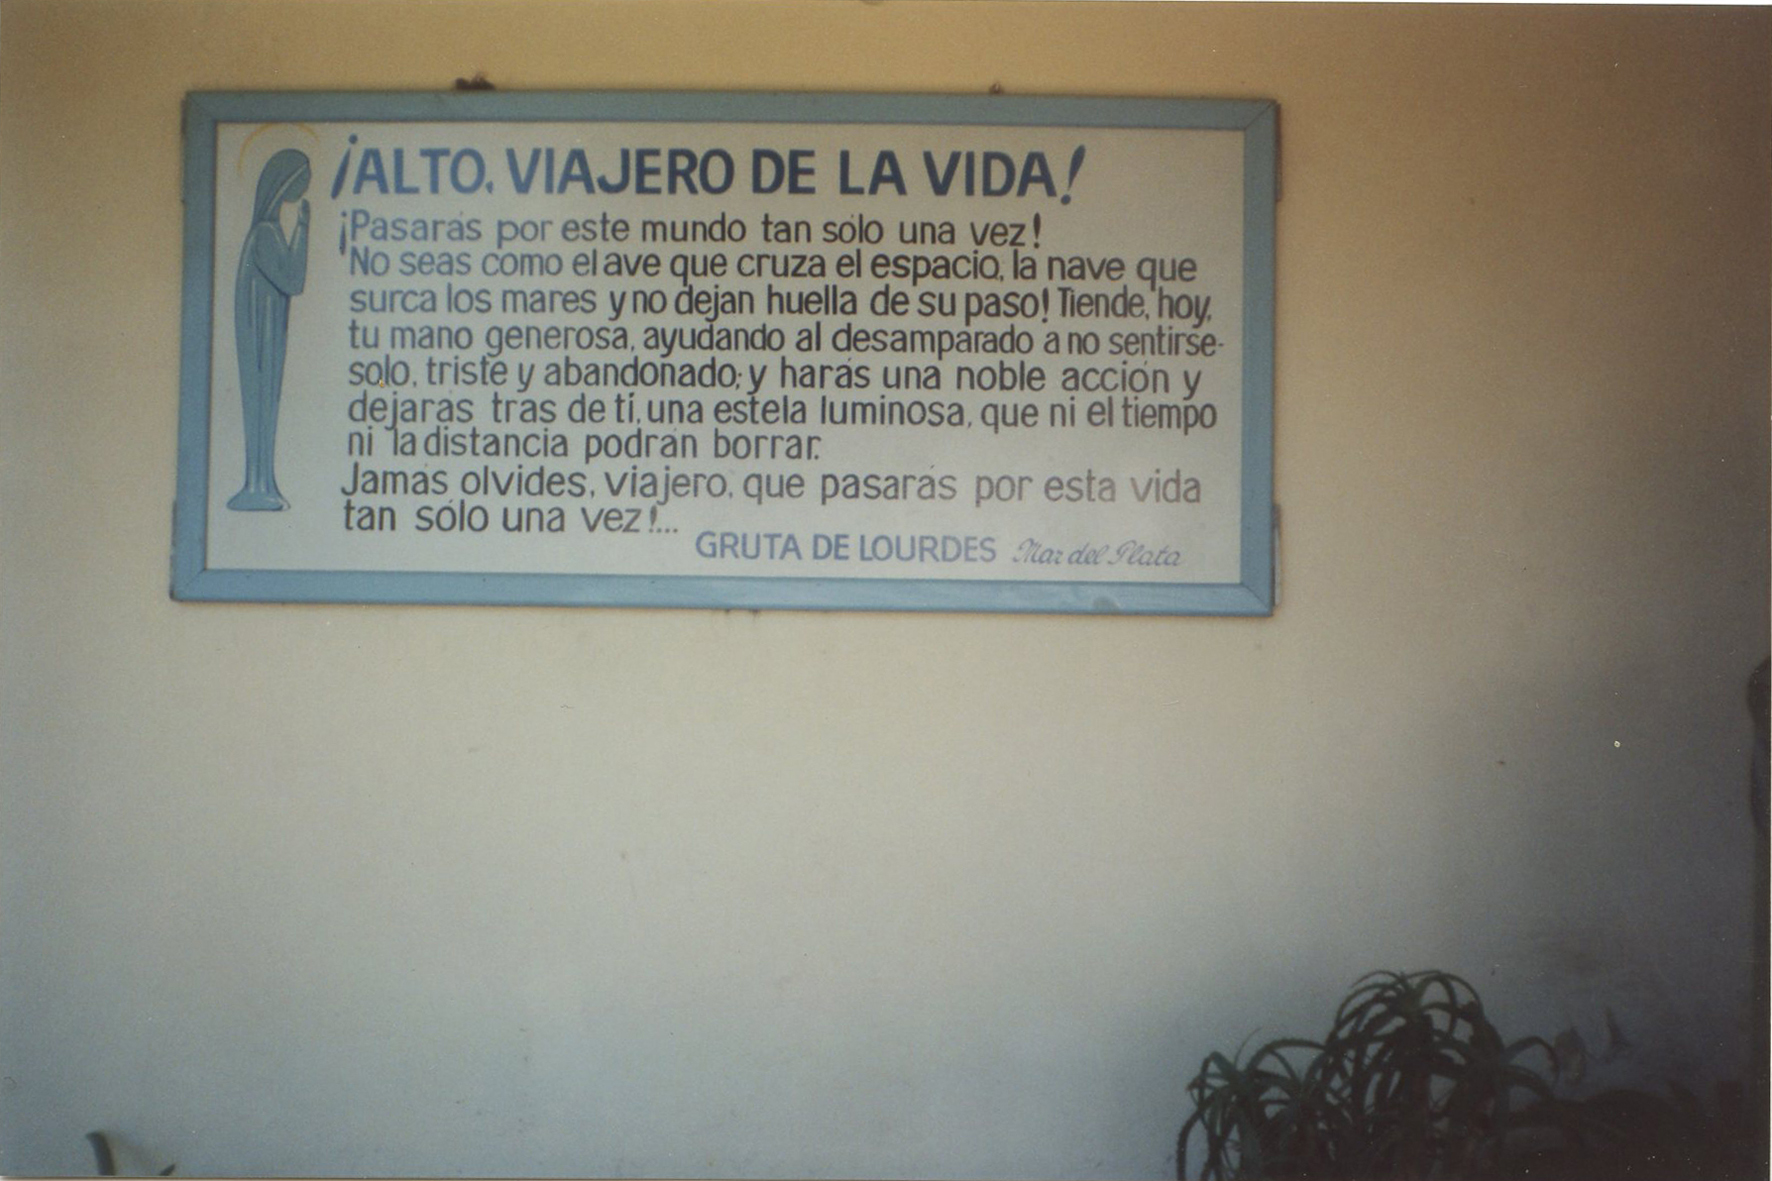 ¡ALTO, VIAJERO DE LA VIDA!
¡Pasarás por este mundo tan sólo una vez!
No seas como el ave que cruza el espacio, la nave que
surca los mares y no dejan huella de su paso! Tiende, hoy,
tu mano generosa, ayudando al desamparado a no sentirse-
solo, triste y abandonado; y harás una noble acción y
dejarás tras de tí, una estela luminosa, que ni el tiempo
ni la distancia podrán borrar.
Jamás olvides, viajero, que pasarás por esta vida
tan sólo una vez!...
GRUTA DE LOURDES Mar del Plata